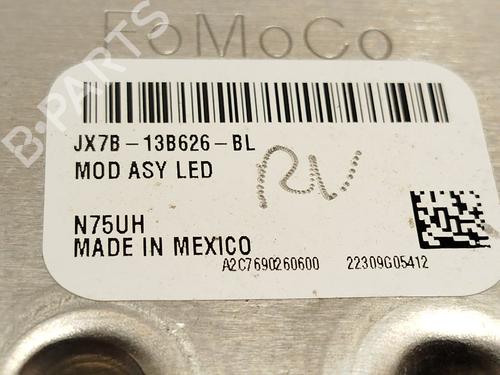 FoMoCo
JX7B-13B626-BL
MOD ASY LED
RV
N75UH
MADE IN MEXICO
A2C7690260600 22309G05412
B-PARTS